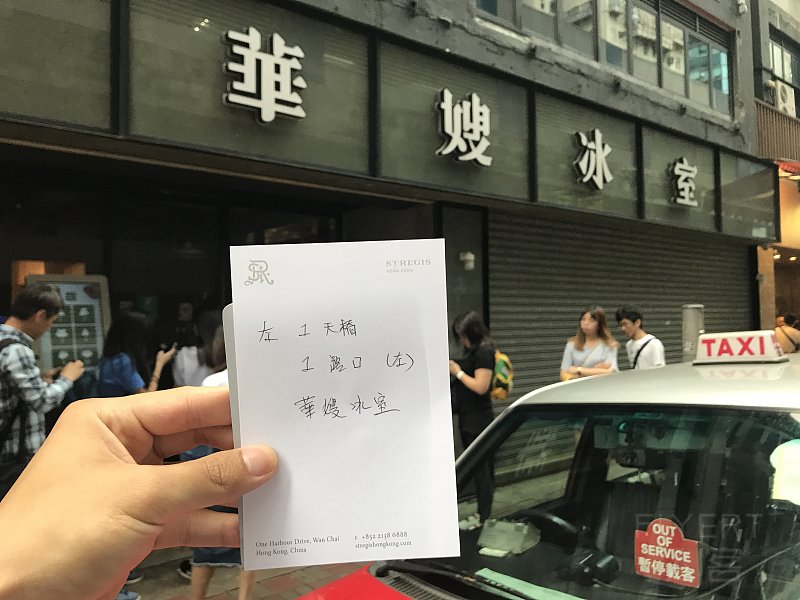 華嫂冰室
STREGIS
HONG KONG
左 1 天橋
1 路口 (左)
華嫂冰室
One Harbour Drive, Wan Chai
Hong Kong, China
t. +852 2138 6888
stregishongkong.com
TAXI
OUT OF
SERVICE
暫停載客